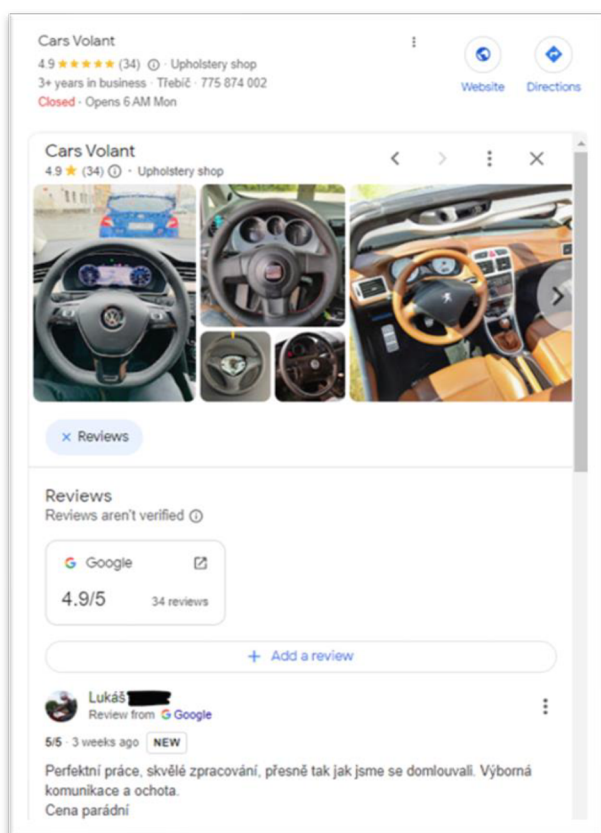 Cars Volant
4.9 ★★★★★ (34) · Upholstery shop
3+ years in business · Třebíč · 775 874 002
Closed · Opens 6 AM Mon
Website
Directions
Cars Volant
4.9 ★ (34) · Upholstery shop
× Reviews
Reviews
Reviews aren't verified
Google
4.9/5
34 reviews
+ Add a review
Lukáš
Review from Google
5/5 · 3 weeks ago NEW
Perfektní práce, skvělé zpracování, přesně tak jak jsme se domlouvali. Výborná
komunikace a ochota.
Cena parádní